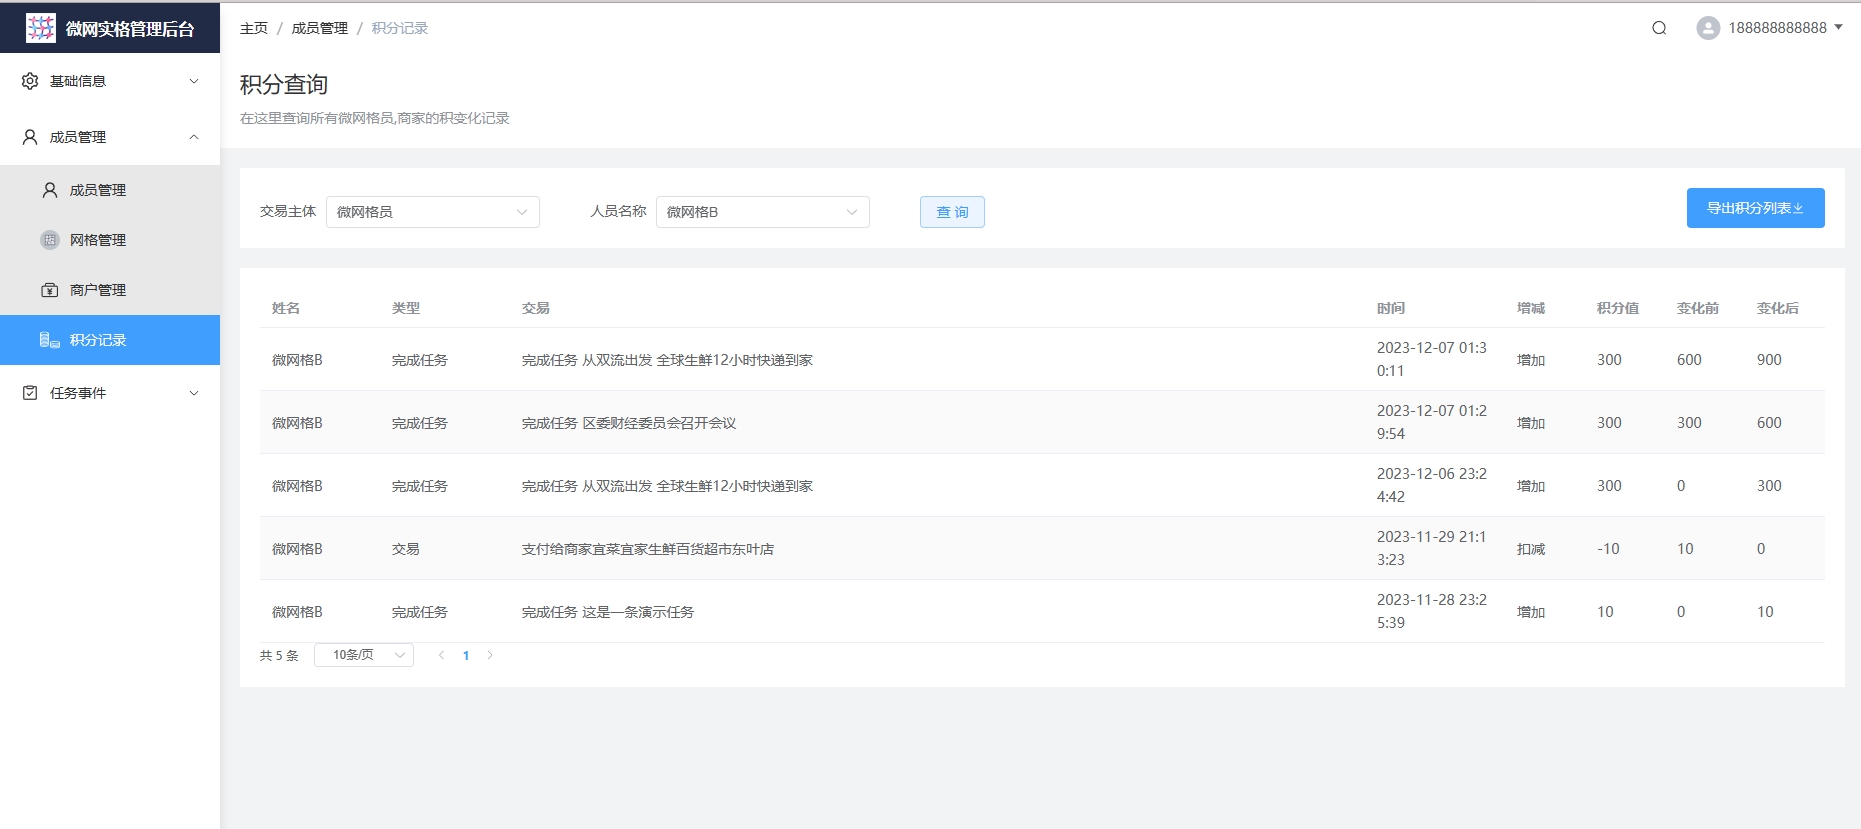 微网实格管理后台
主页 / 成员管理 / 积分记录
188888888888
基础信息
成员管理
成员管理
网格管理
商户管理
积分记录
任务事件
积分查询
在这里查询所有微网格员,商家的积变化记录
交易主体 微网格员 人员名称 微网格B 查 询 导出积分列表
姓名 类型 交易 时间 增减 积分值 变化前 变化后
微网格B 完成任务 完成任务 从双流出发 全球生鲜12小时快递到家 2023-12-07 01:3
0:11 增加 300 600 900
微网格B 完成任务 完成任务 区委财经委员会召开会议 2023-12-07 01:2
9:54 增加 300 300 600
微网格B 完成任务 完成任务 从双流出发 全球生鲜12小时快递到家 2023-12-06 23:2
4:42 增加 300 0 300
微网格B 交易 支付给商家宜菜宜家生鲜百货超市东叶店 2023-11-29 21:1
3:23 扣减 -10 10 0
微网格B 完成任务 完成任务 这是一条演示任务 2023-11-28 23:2
5:39 增加 10 0 10
共 5 条 10条/页 1